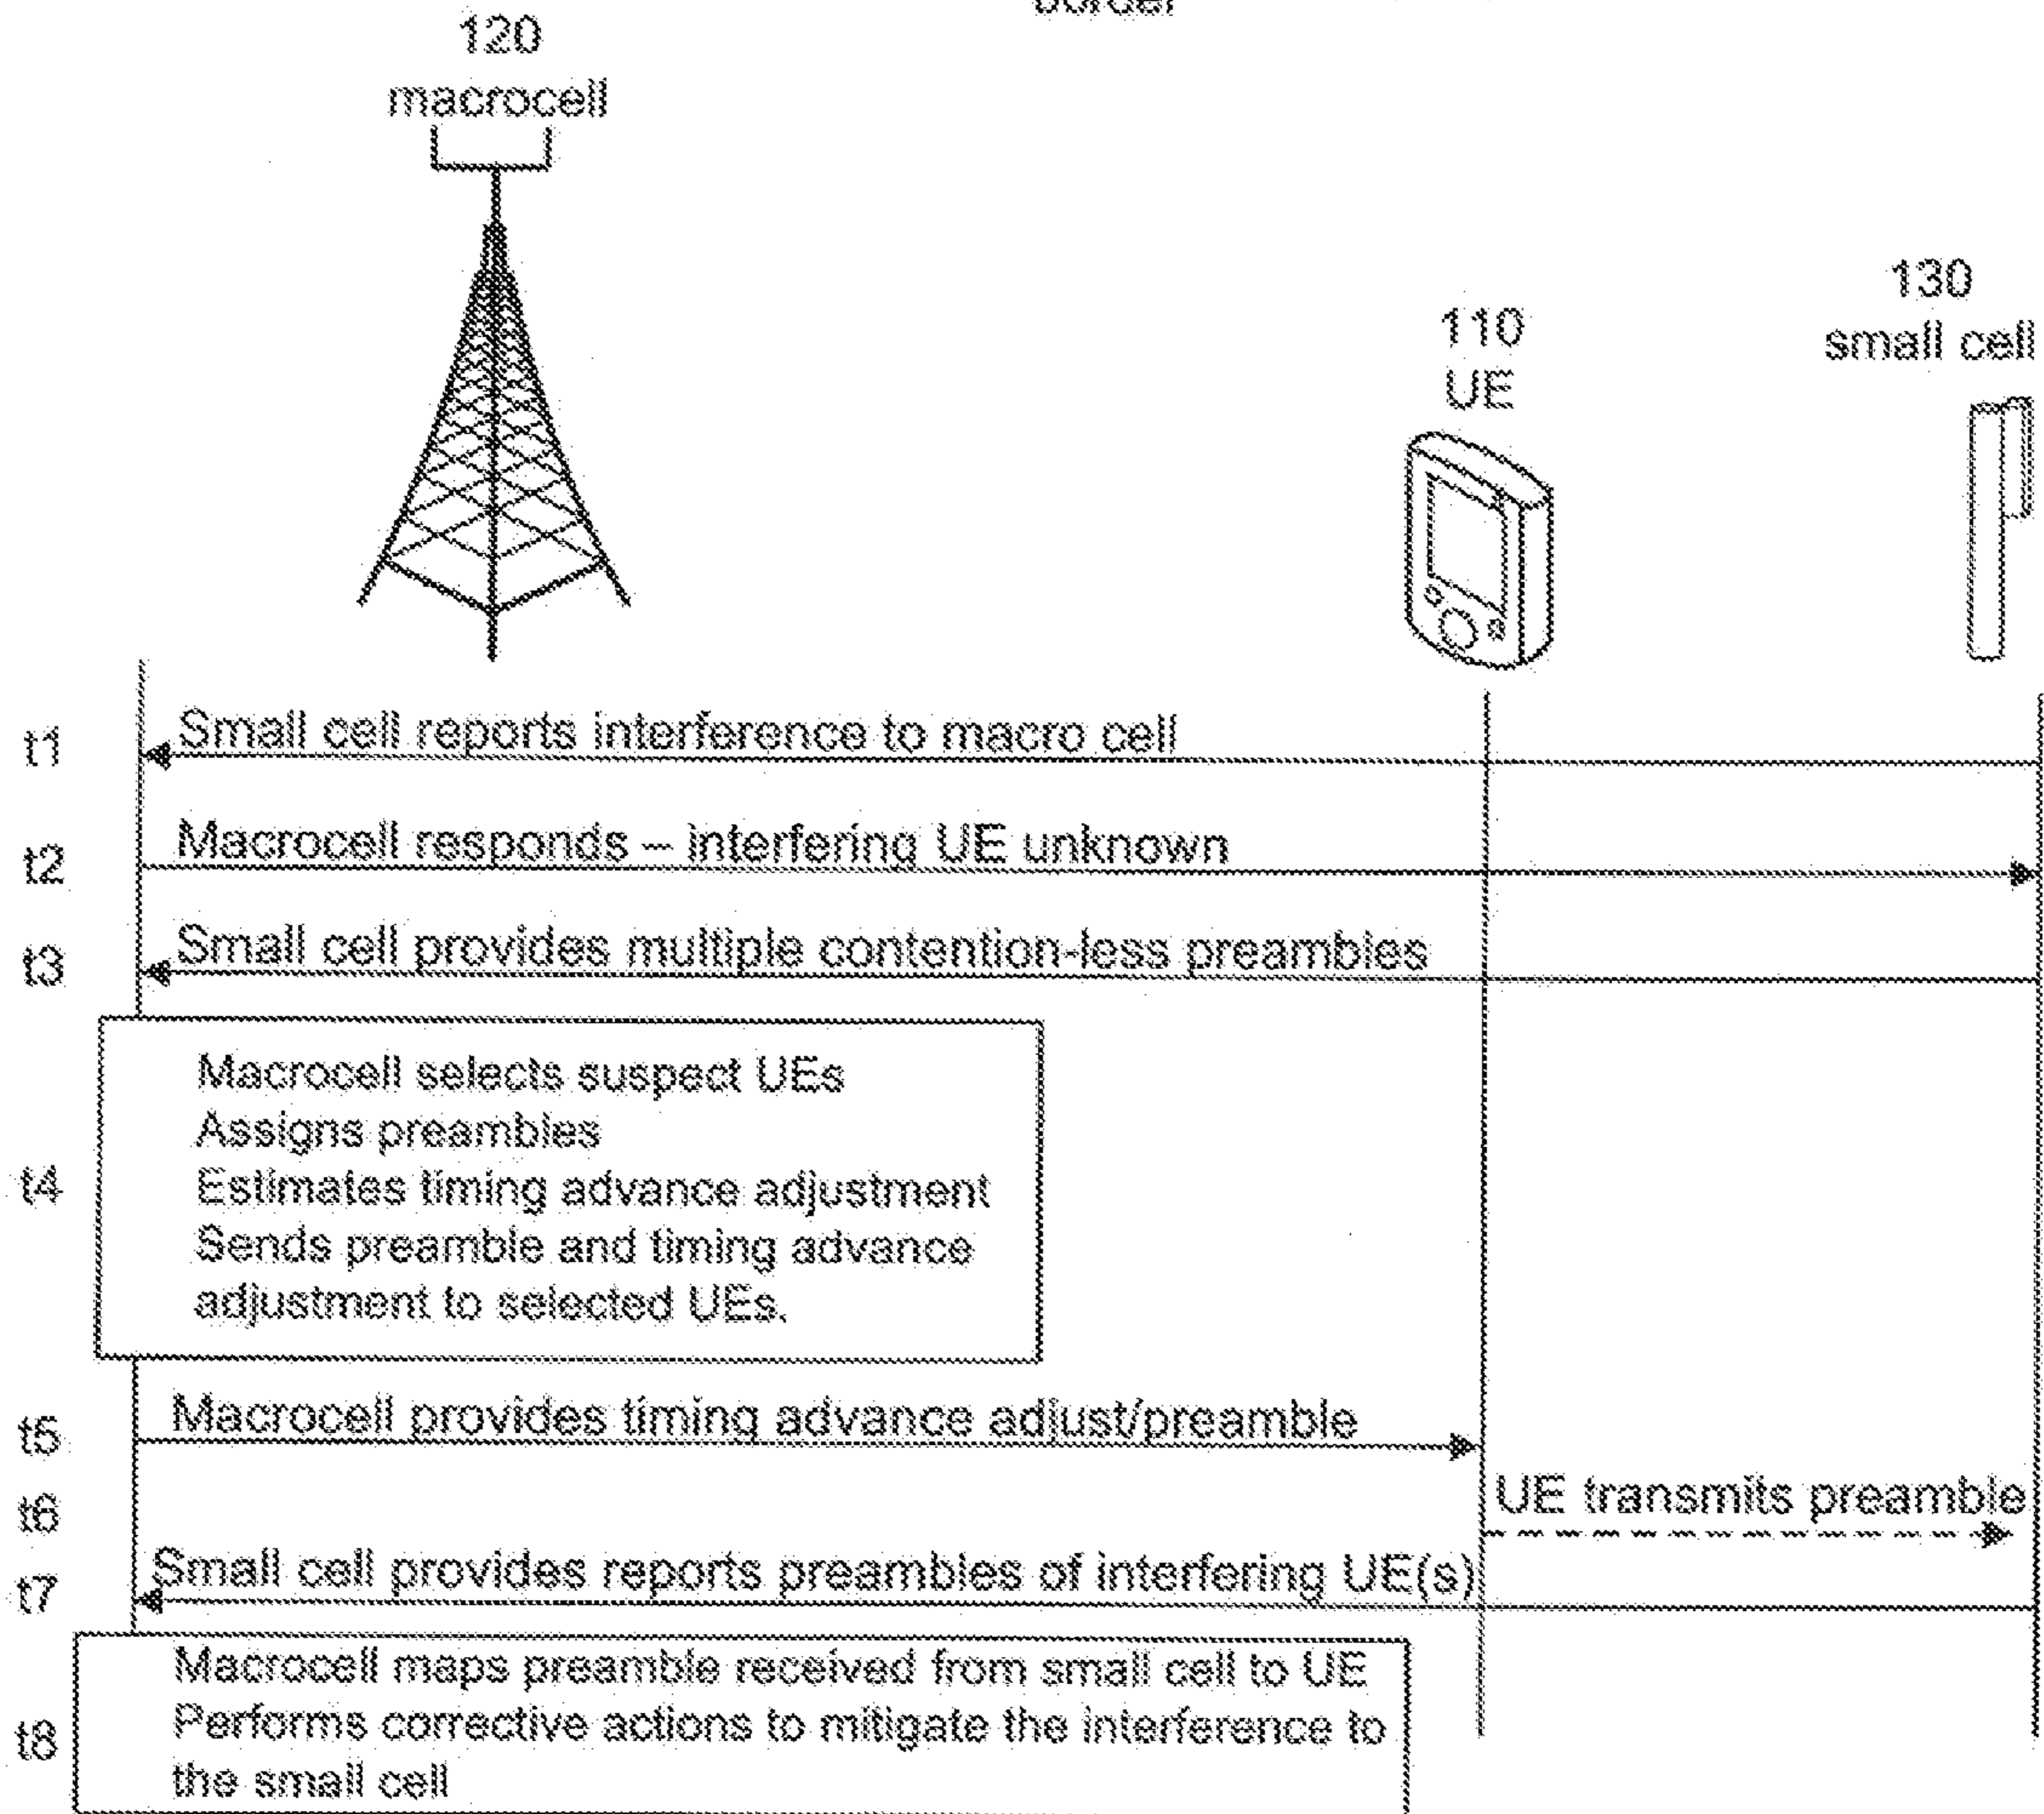 border
120
macrocell
130
small cell
110
UE
t1 Small cell reports interference to macro cell
t2 Macrocell responds – interfering UE unknown
t3 Small cell provides multiple contention-less preambles
t4
Macrocell selects suspect UEs
Assigns preambles
Estimates timing advance adjustment
Sends preamble and timing advance
adjustment to selected UEs.
t5 Macrocell provides timing advance adjust/preamble
t6 UE transmits preamble
t7 Small cell provides reports preambles of interfering UE(s)
t8
Macrocell maps preamble received from small cell to UE
Performs corrective actions to mitigate the interference to
the small cell